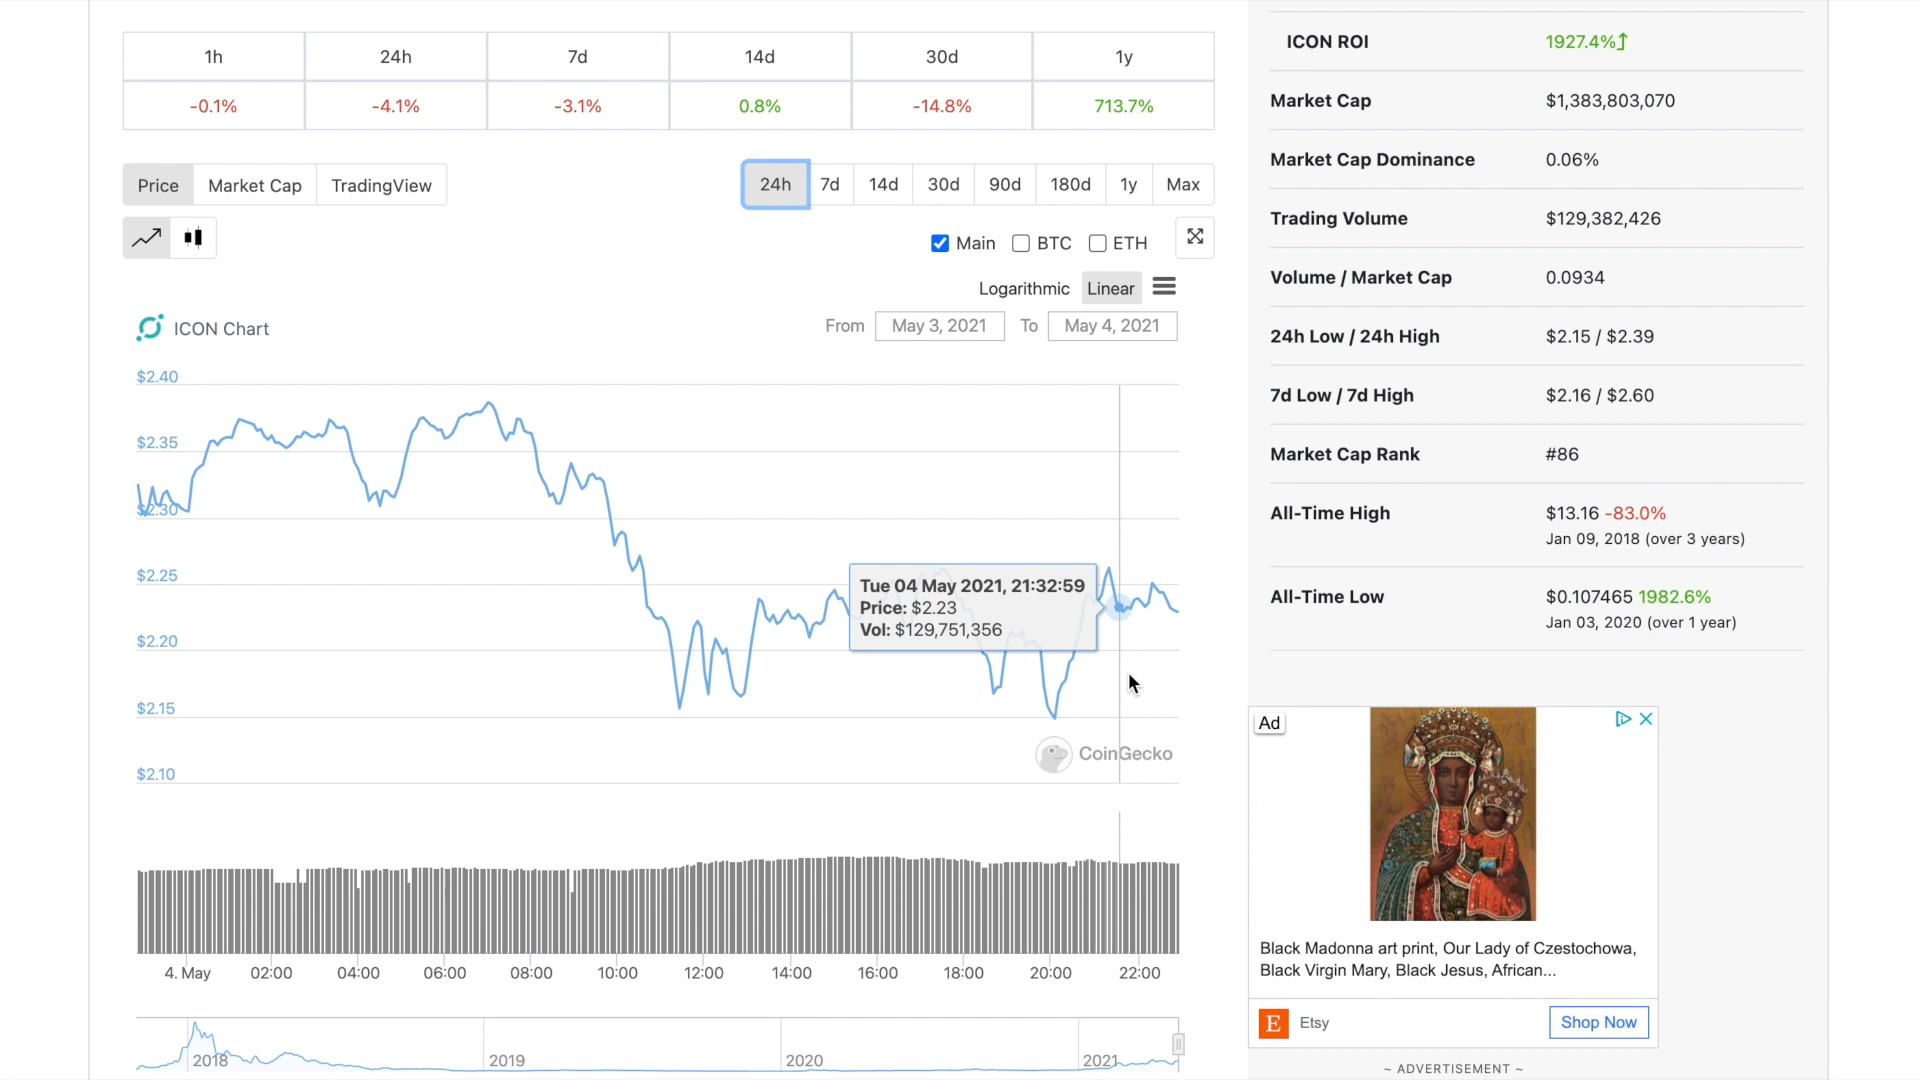 1h 24h 7d 14d 30d 1y
-0.1% -4.1% -3.1% 0.8% -14.8% 713.7%
Price Market Cap TradingView
24h 7d 14d 30d 90d 180d 1y Max
Main BTC ETH
Logarithmic Linear
ICON Chart
From May 3, 2021 To May 4, 2021
$2.40
$2.35
$2.30
$2.25
$2.20
$2.15
$2.10
Tue 04 May 2021, 21:32:59
Price: $2.23
Vol: $129,751,356
CoinGecko
4. May 02:00 04:00 06:00 08:00 10:00 12:00 14:00 16:00 18:00 20:00 22:00
2018 2019 2020 2021
ICON ROI 1927.4%
Market Cap $1,383,803,070
Market Cap Dominance 0.06%
Trading Volume $129,382,426
Volume / Market Cap 0.0934
24h Low / 24h High $2.15 / $2.39
7d Low / 7d High $2.16 / $2.60
Market Cap Rank #86
All-Time High $13.16 -83.0%
Jan 09, 2018 (over 3 years)
All-Time Low $0.107465 1982.6%
Jan 03, 2020 (over 1 year)
Ad
Black Madonna art print, Our Lady of Czestochowa,
Black Virgin Mary, Black Jesus, African...
E Etsy Shop Now
~ ADVERTISEMENT ~